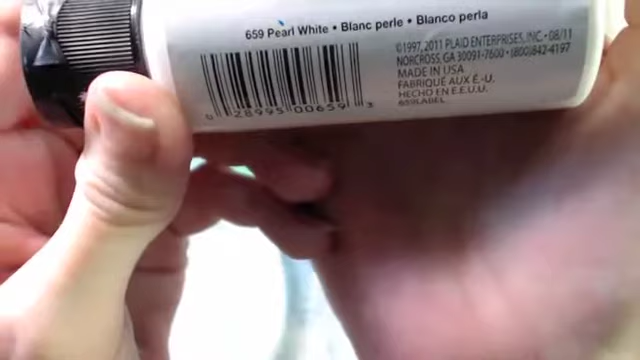 659 Pearl White • Blanc perle • Blanco perla
©1997, 2011 PLAID ENTERPRISES, INC. • 08/11
NORCROSS, GA 30091-7600 • (800)842-4197
MADE IN USA
FABRIQUÉ AUX É.-U.
HECHO EN E.E.U.U.
659LABEL
0 28995 00659 3